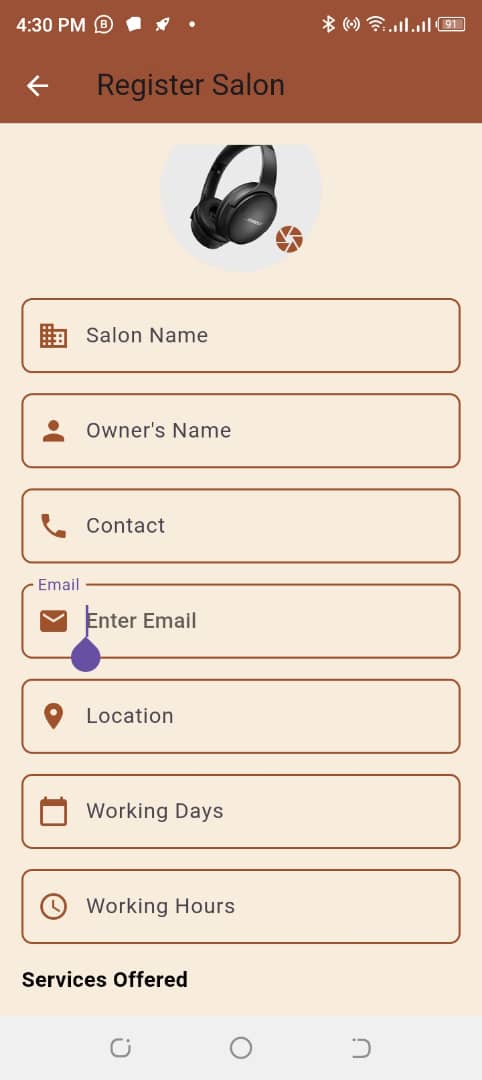 4:30 PM
91
Register Salon
Salon Name
Owner's Name
Contact
Email
Enter Email
Location
Working Days
Working Hours
Services Offered